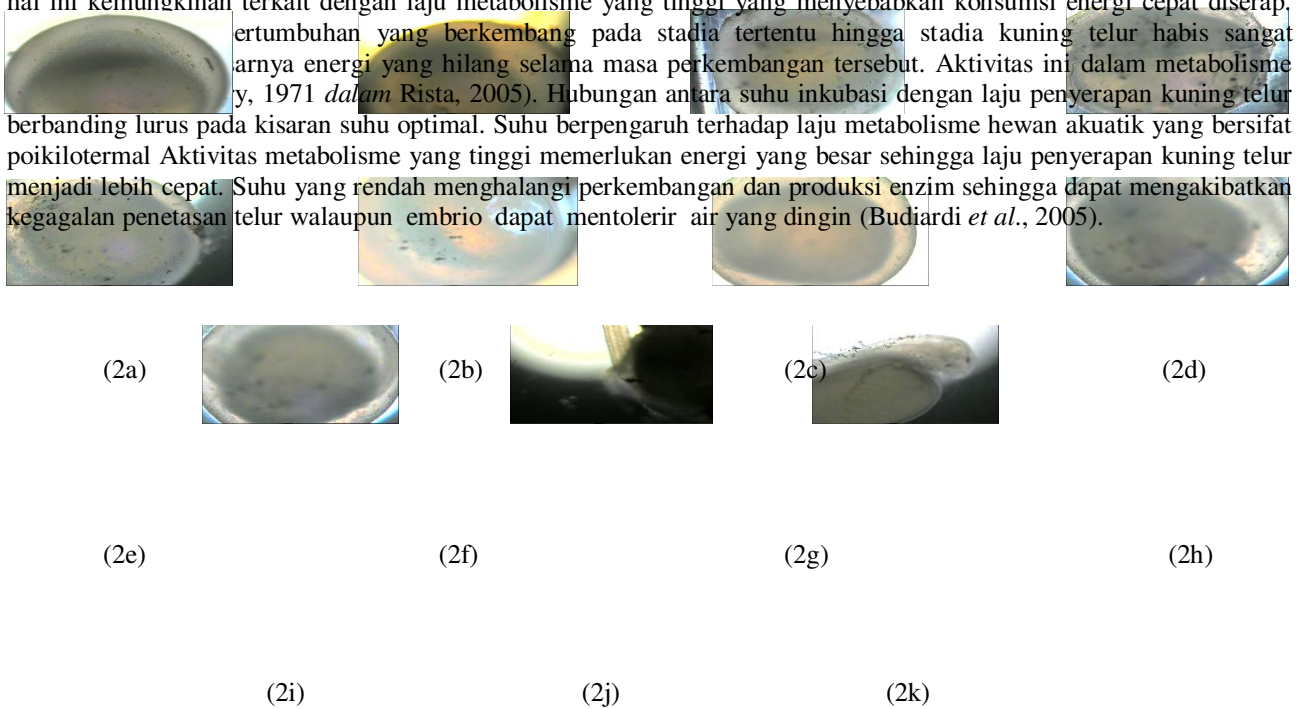 hal ini kemungkinan terkait dengan laju metabolisme yang tinggi yang menyebabkan konsumsi energi cepat diserap.
ertumbuhan yang berkembang pada stadia tertentu hingga stadia kuning telur habis sangat
sarnya energi yang hilang selama masa perkembangan tersebut. Aktivitas ini dalam metabolisme
y, 1971 dalam Rista, 2005). Hubungan antara suhu inkubasi dengan laju penyerapan kuning telur
berbanding lurus pada kisaran suhu optimal. Suhu berpengaruh terhadap laju metabolisme hewan akuatik yang bersifat
poikilotermal Aktivitas metabolisme yang tinggi memerlukan energi yang besar sehingga laju penyerapan kuning telur
menjadi lebih cepat. Suhu yang rendah menghalangi perkembangan dan produksi enzim sehingga dapat mengakibatkan
kegagalan penetasan telur walaupun embrio dapat mentolerir air yang dingin (Budiardi et al., 2005).
(2a) (2b) (2c) (2d)
(2e) (2f) (2g) (2h)
(2i) (2j) (2k)